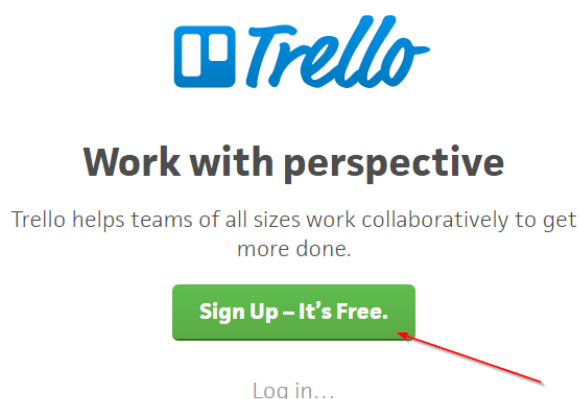 Trello
Work with perspective
Trello helps teams of all sizes work collaboratively to get
more done.
Sign Up – It's Free.
Log in...